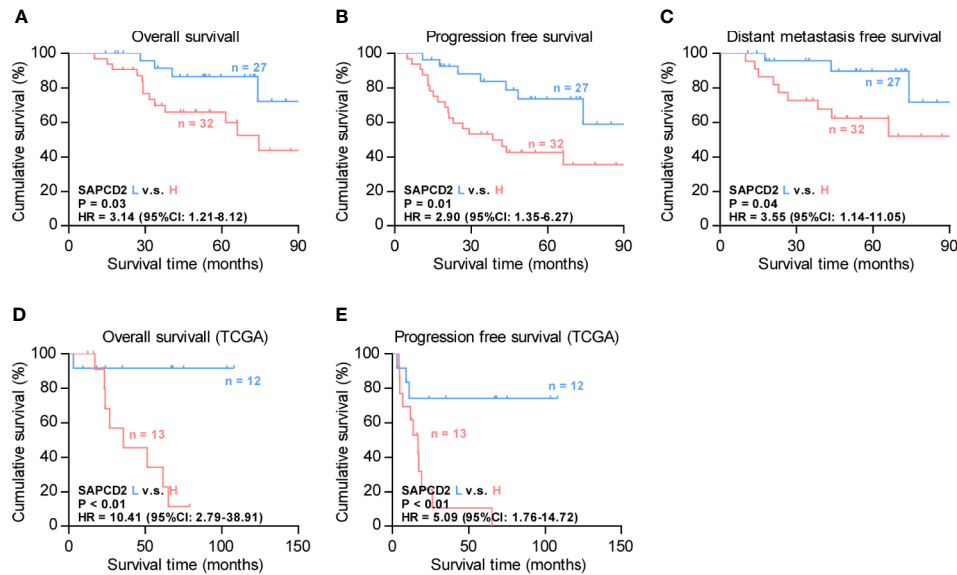 A
Overall survivall
Cumulative survival (%)
100
80
60
40
20
0
n = 27
n = 32
SAPCD2 L v.s. H
P = 0.03
HR = 3.14 (95%CI: 1.21-8.12)
0 30 60 90
Survival time (months)
B
Progression free survival
Cumulative survival (%)
100
80
60
40
20
0
n = 27
n = 32
SAPCD2 L v.s. H
P = 0.01
HR = 2.90 (95%CI: 1.35-6.27)
0 30 60 90
Survival time (months)
C
Distant metastasis free survival
Cumulative survival (%)
100
80
60
40
20
0
n = 27
n = 32
SAPCD2 L v.s. H
P = 0.04
HR = 3.55 (95%CI: 1.14-11.05)
0 30 60 90
Survival time (months)
D
Overall survivall (TCGA)
Cumulative survival (%)
100
80
60
40
20
0
n = 12
n = 13
SAPCD2 L v.s. H
P < 0.01
HR = 10.41 (95%CI: 2.79-38.91)
0 50 100 150
Survival time (months)
E
Progression free survival (TCGA)
Cumulative survival (%)
100
80
60
40
20
0
n = 12
n = 13
SAPCD2 L v.s. H
P < 0.01
HR = 5.09 (95%CI: 1.76-14.72)
0 50 100 150
Survival time (months)